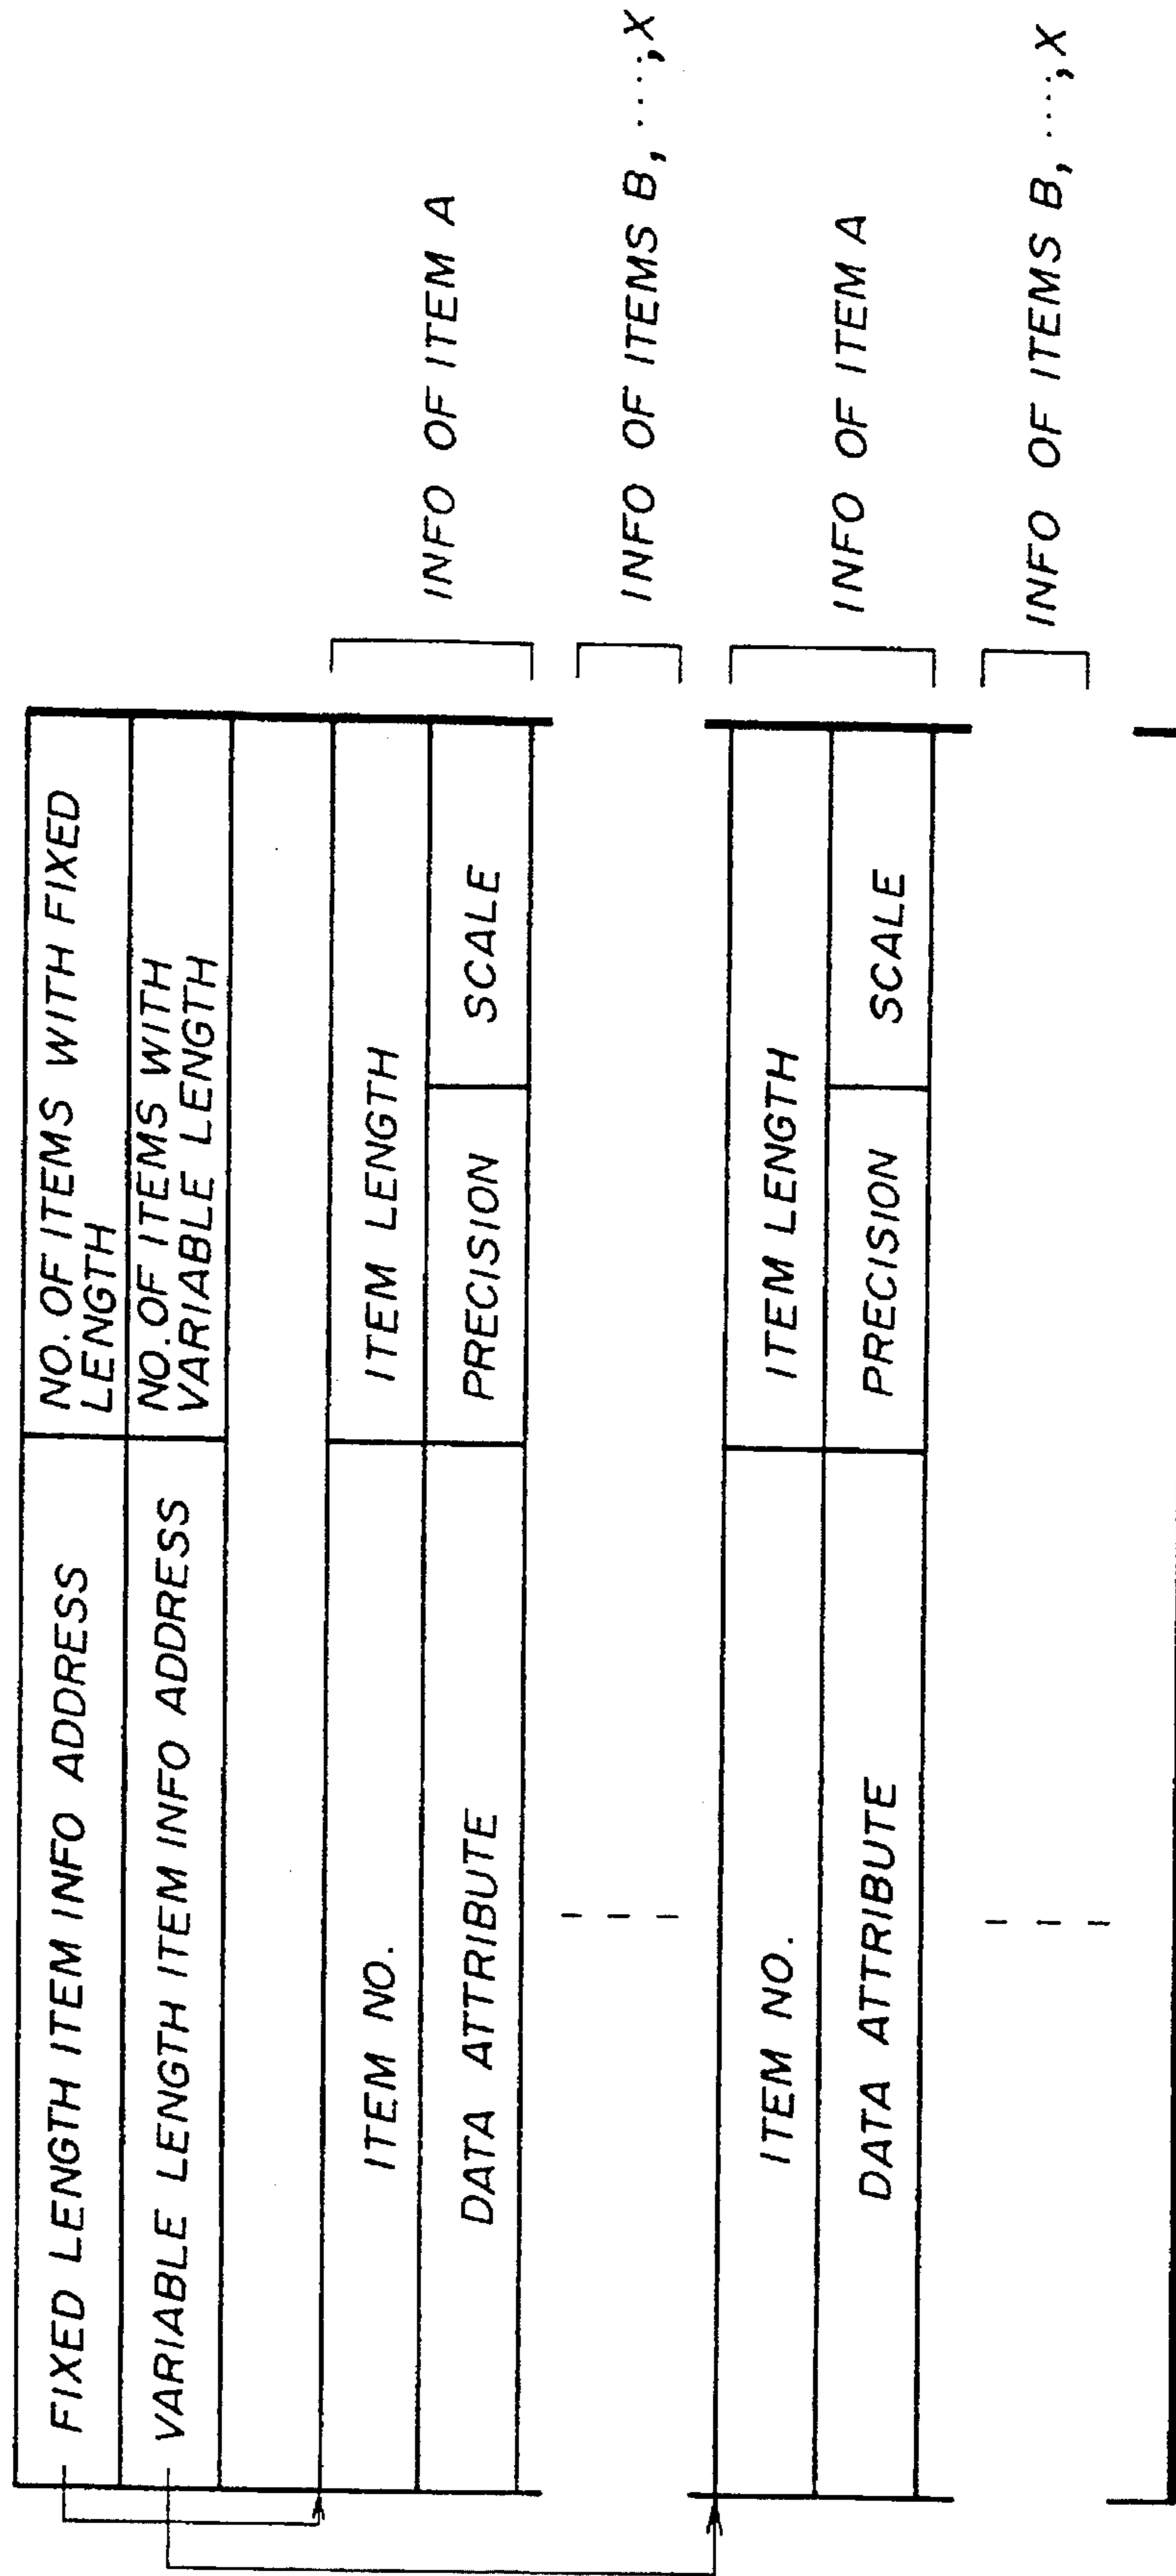 FIXED LENGTH ITEM INFO ADDRESS
NO. OF ITEMS WITH FIXED
LENGTH
VARIABLE LENGTH ITEM INFO ADDRESS
NO. OF ITEMS WITH
VARIABLE LENGTH
ITEM NO.
ITEM LENGTH
DATA ATTRIBUTE
PRECISION
SCALE
INFO OF ITEM A
INFO OF ITEMS B, ····, X
ITEM NO.
ITEM LENGTH
DATA ATTRIBUTE
PRECISION
SCALE
INFO OF ITEM A
INFO OF ITEMS B, ····, X